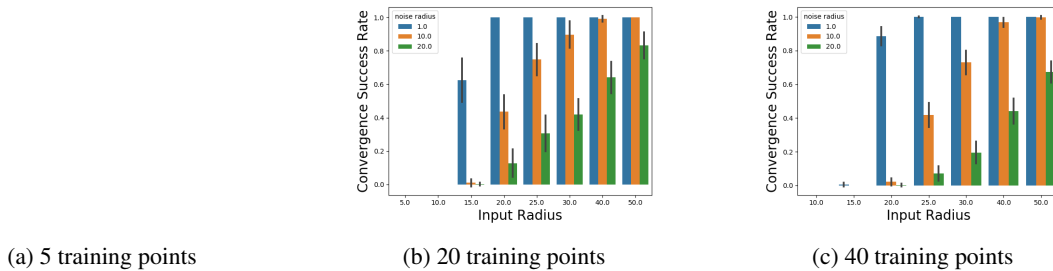 noise radius
1.0
10.0
20.0
Convergence Success Rate
1.0
0.8
0.6
0.4
0.2
0.0
5.0 10.0 15.0 20.0 25.0 30.0 40.0 50.0
Input Radius
noise radius
1.0
10.0
20.0
Convergence Success Rate
1.0
0.8
0.6
0.4
0.2
0.0
10.0 15.0 20.0 25.0 30.0 40.0 50.0
Input Radius
(a) 5 training points
(b) 20 training points
(c) 40 training points